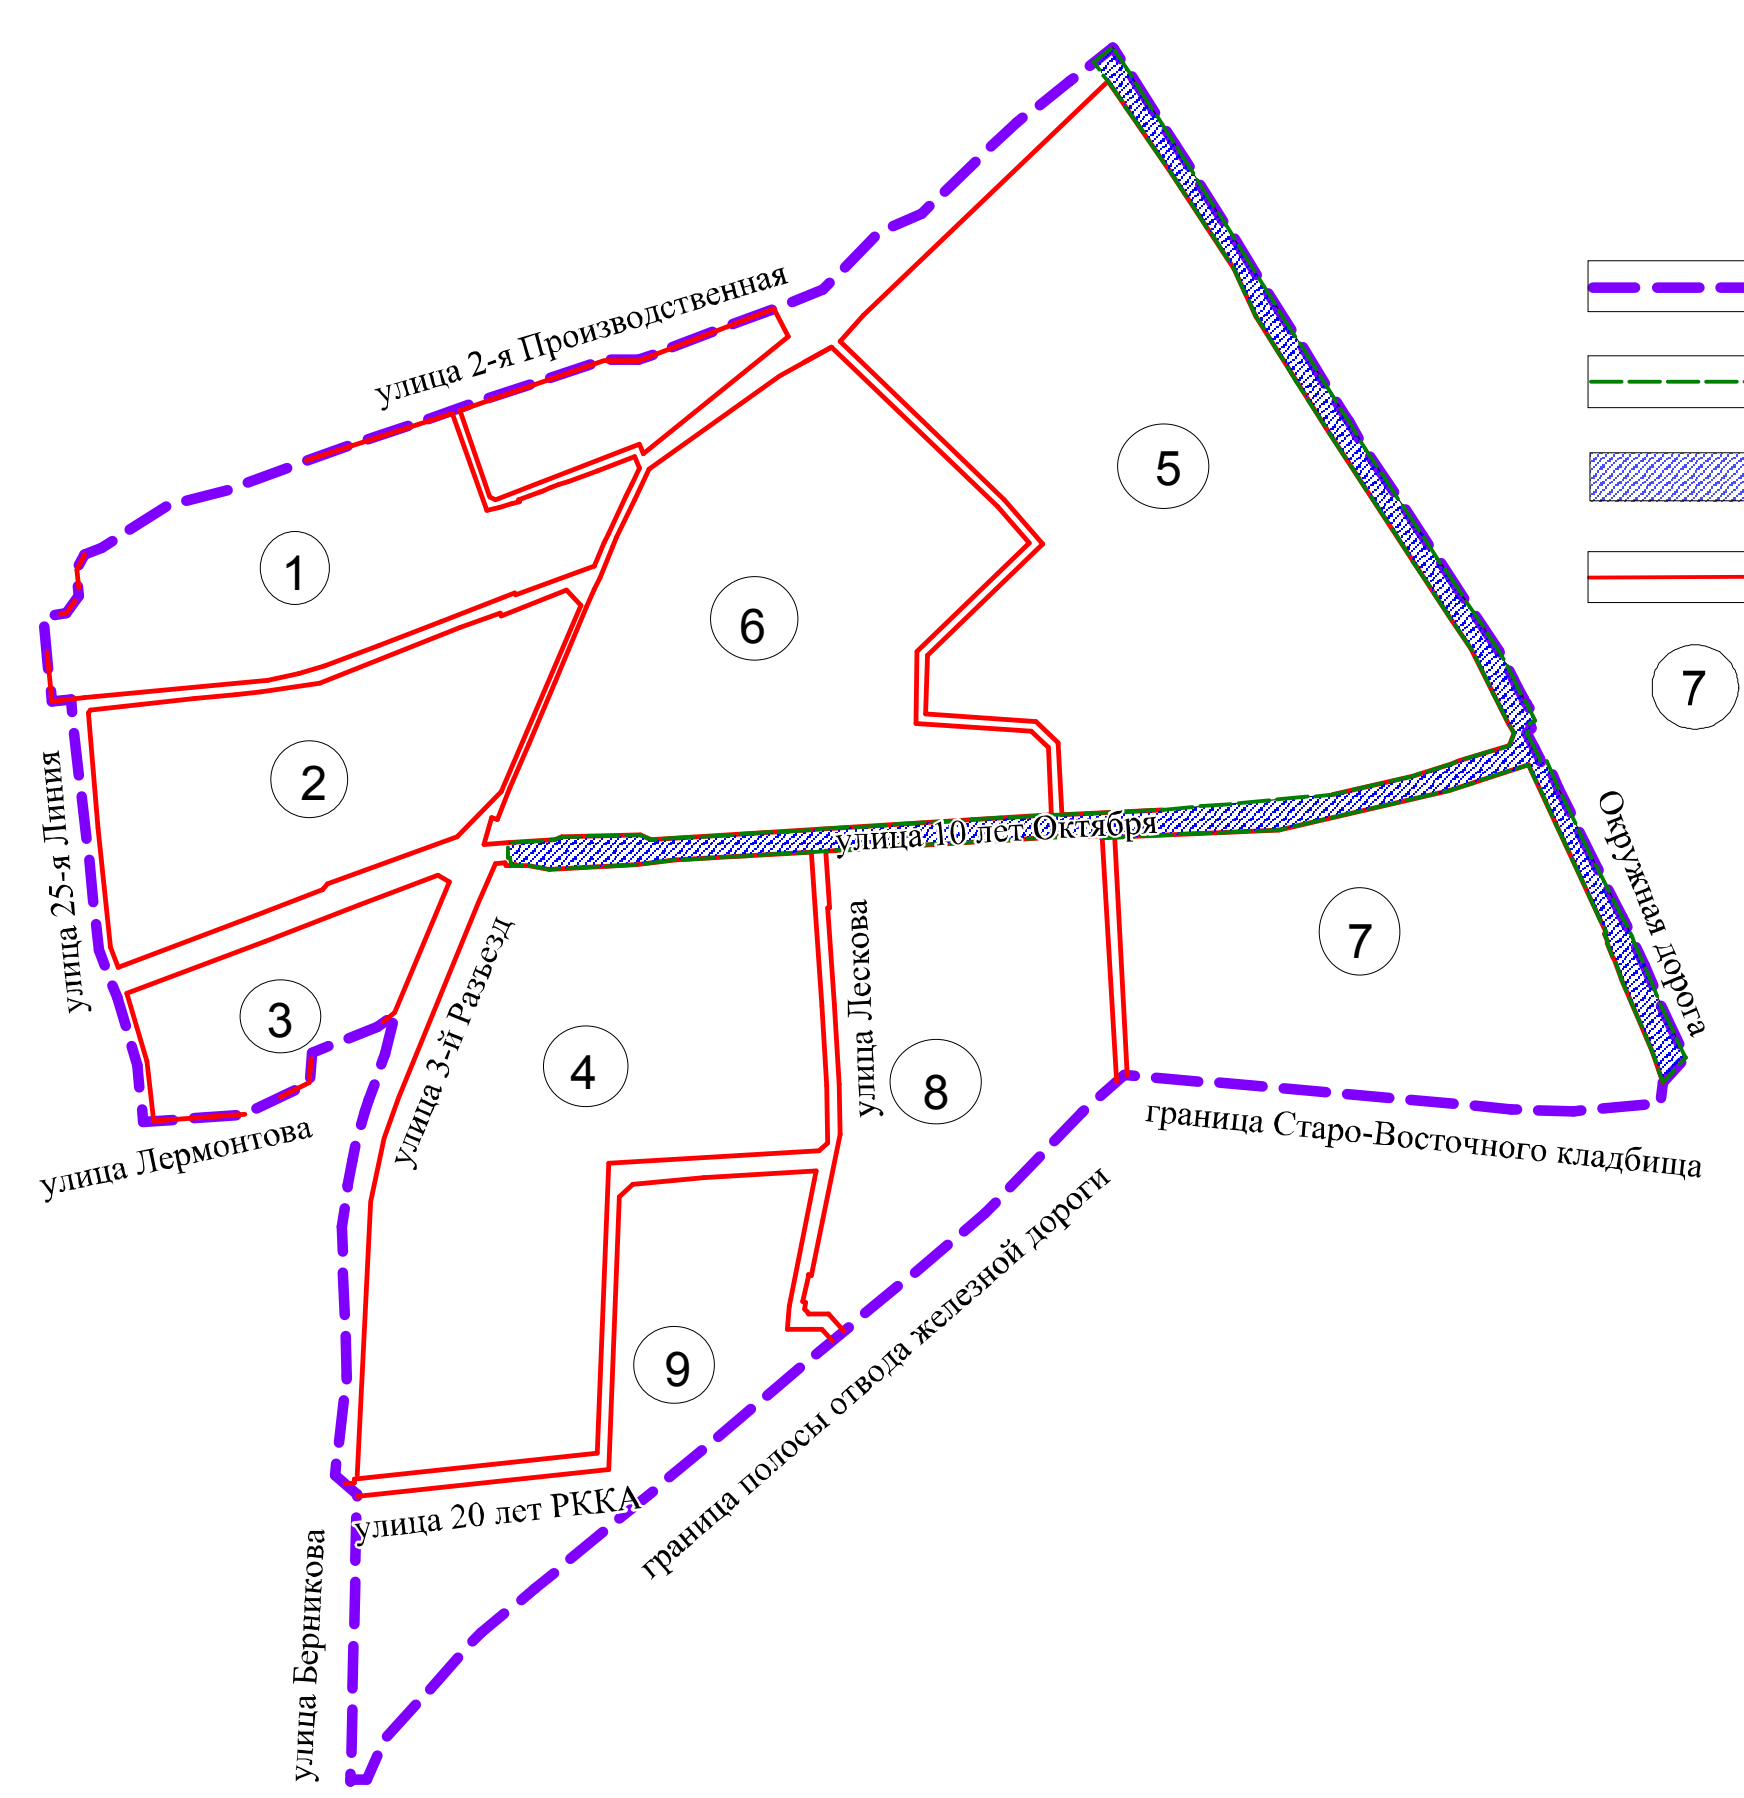 улица 2-я Производственная
5
1
6
7
2
улица 25-я Линия
улица 10 лет Октября
Окружная дорога
7
3
улица 3-й Разъезд
улица Лескова
4
8
улица Лермонтова
граница Старо-Восточного кладбища
9
граница полосы отвода железной дороги
улица 20 лет РККА
улица Берникова